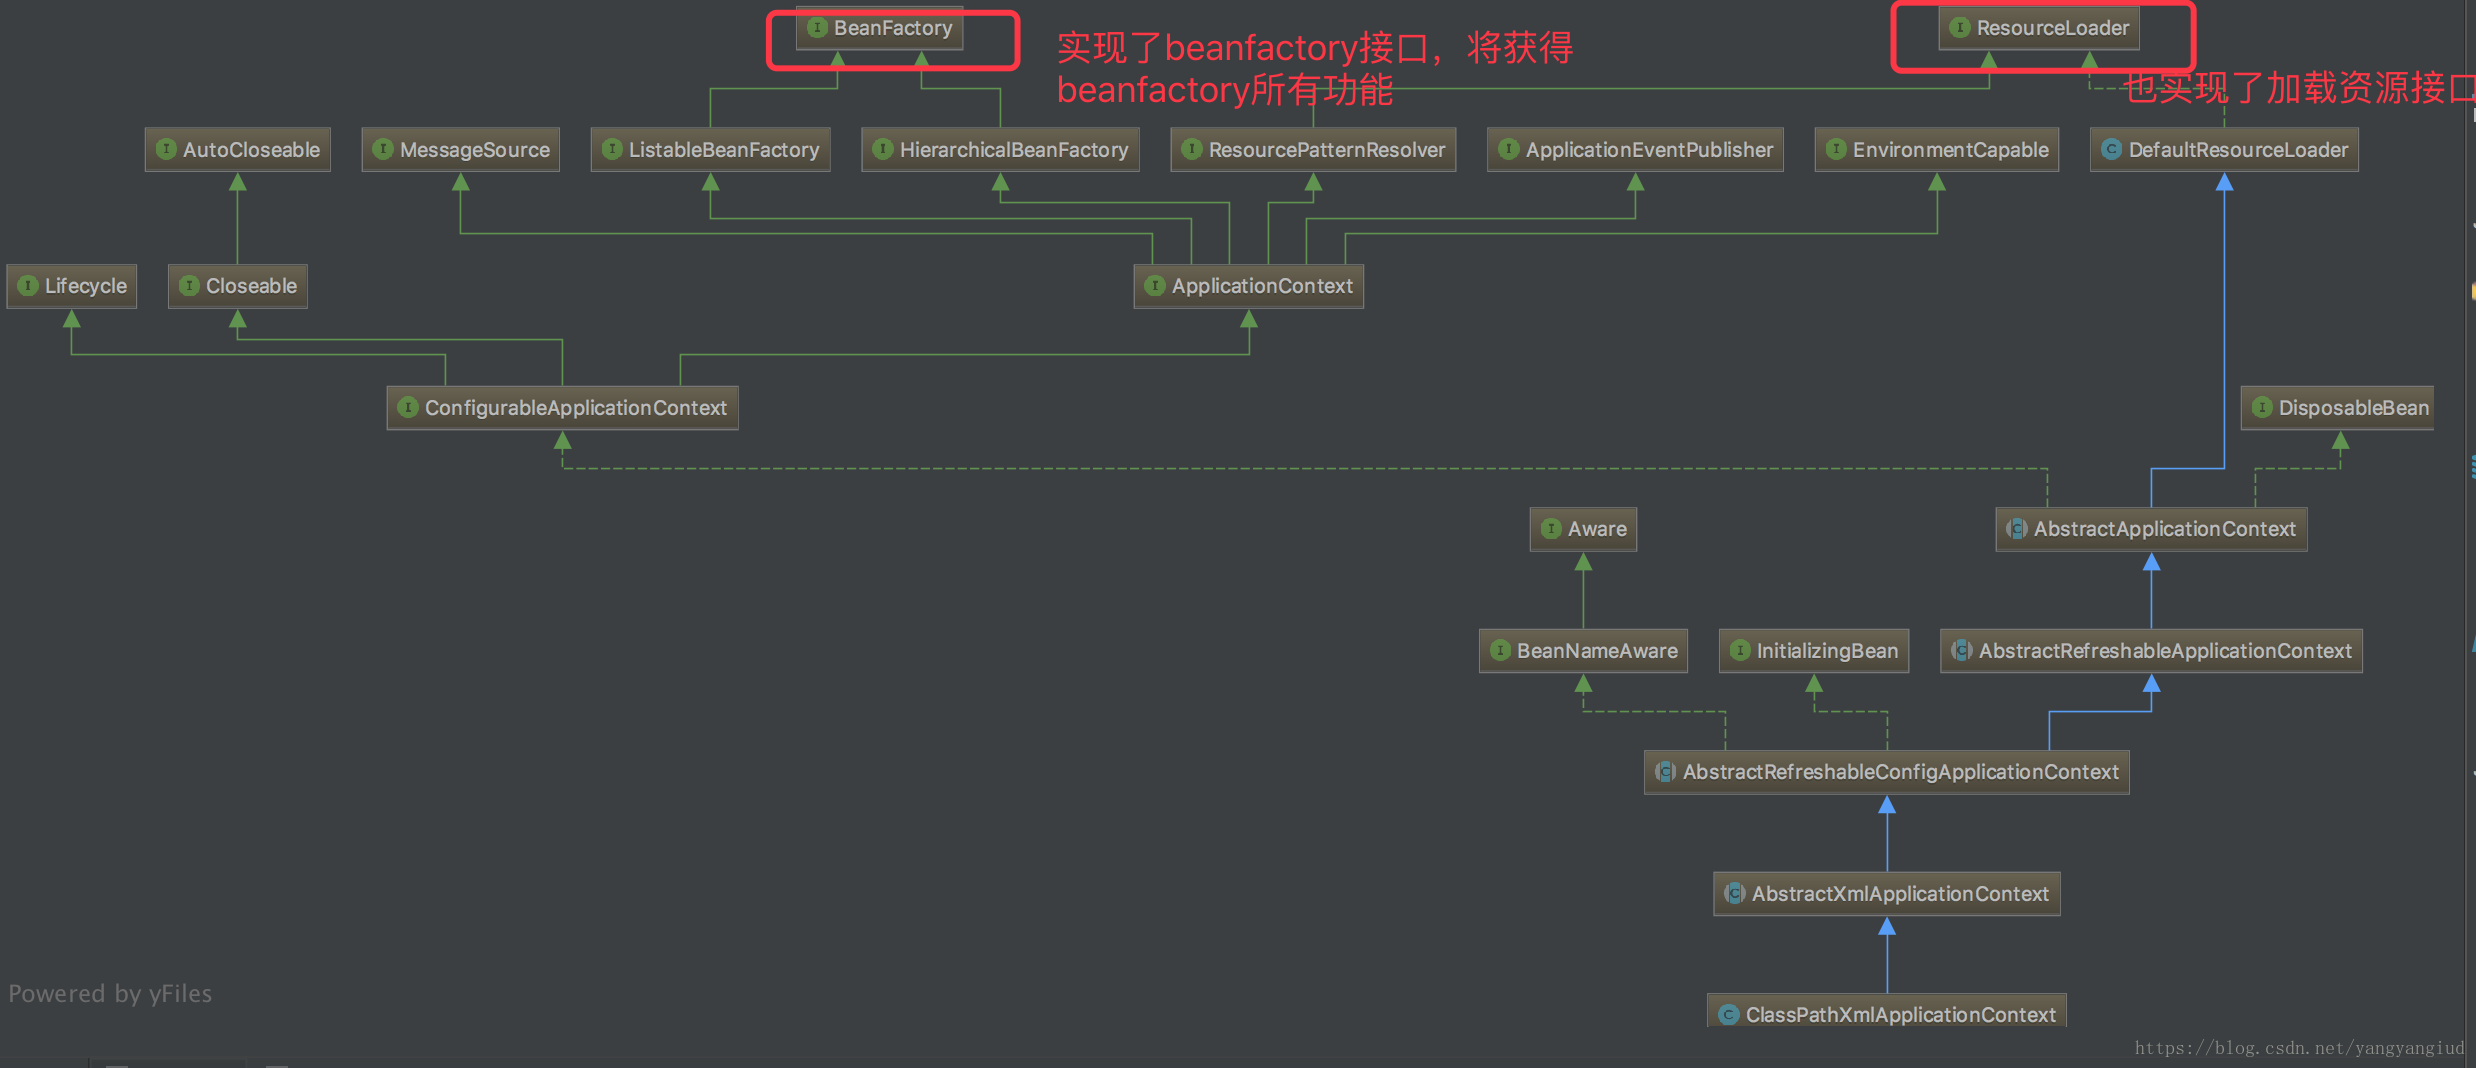 BeanFactory
ResourceLoader
实现了beanfactory接口，将获得
beanfactory所有功能
也实现了加载资源接口
AutoCloseable
MessageSource
ListableBeanFactory
HierarchicalBeanFactory
ResourcePatternResolver
ApplicationEventPublisher
EnvironmentCapable
DefaultResourceLoader
Lifecycle
Closeable
ApplicationContext
ConfigurableApplicationContext
DisposableBean
Aware
AbstractApplicationContext
BeanNameAware
InitializingBean
AbstractRefreshableApplicationContext
AbstractRefreshableConfigApplicationContext
AbstractXmlApplicationContext
Powered by yFiles
ClassPathXmlApplicationContext
https://blog.csdn.net/yangyangiud